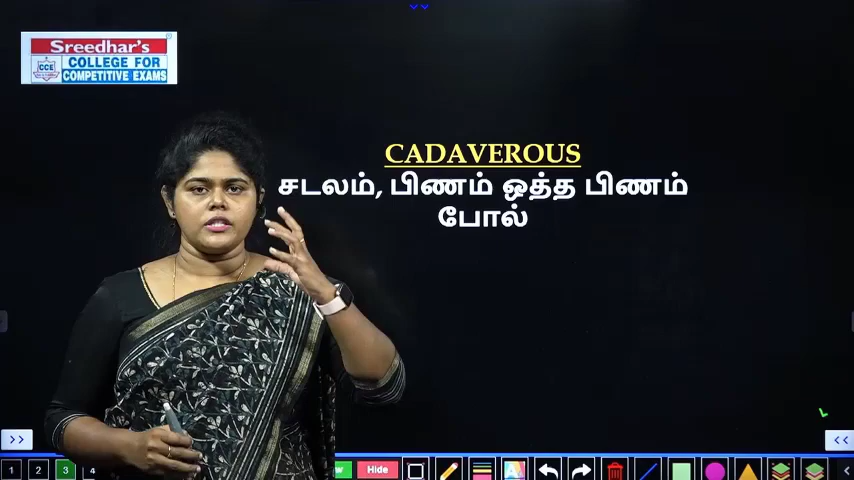 Sreedhar's
CCE
COLLEGE FOR
COMPETITIVE EXAMS
CADAVEROUS
சடலம், பிணம் ஒத்த பிணம்
போல்
>>
<<
1 2 3 4
w Hide